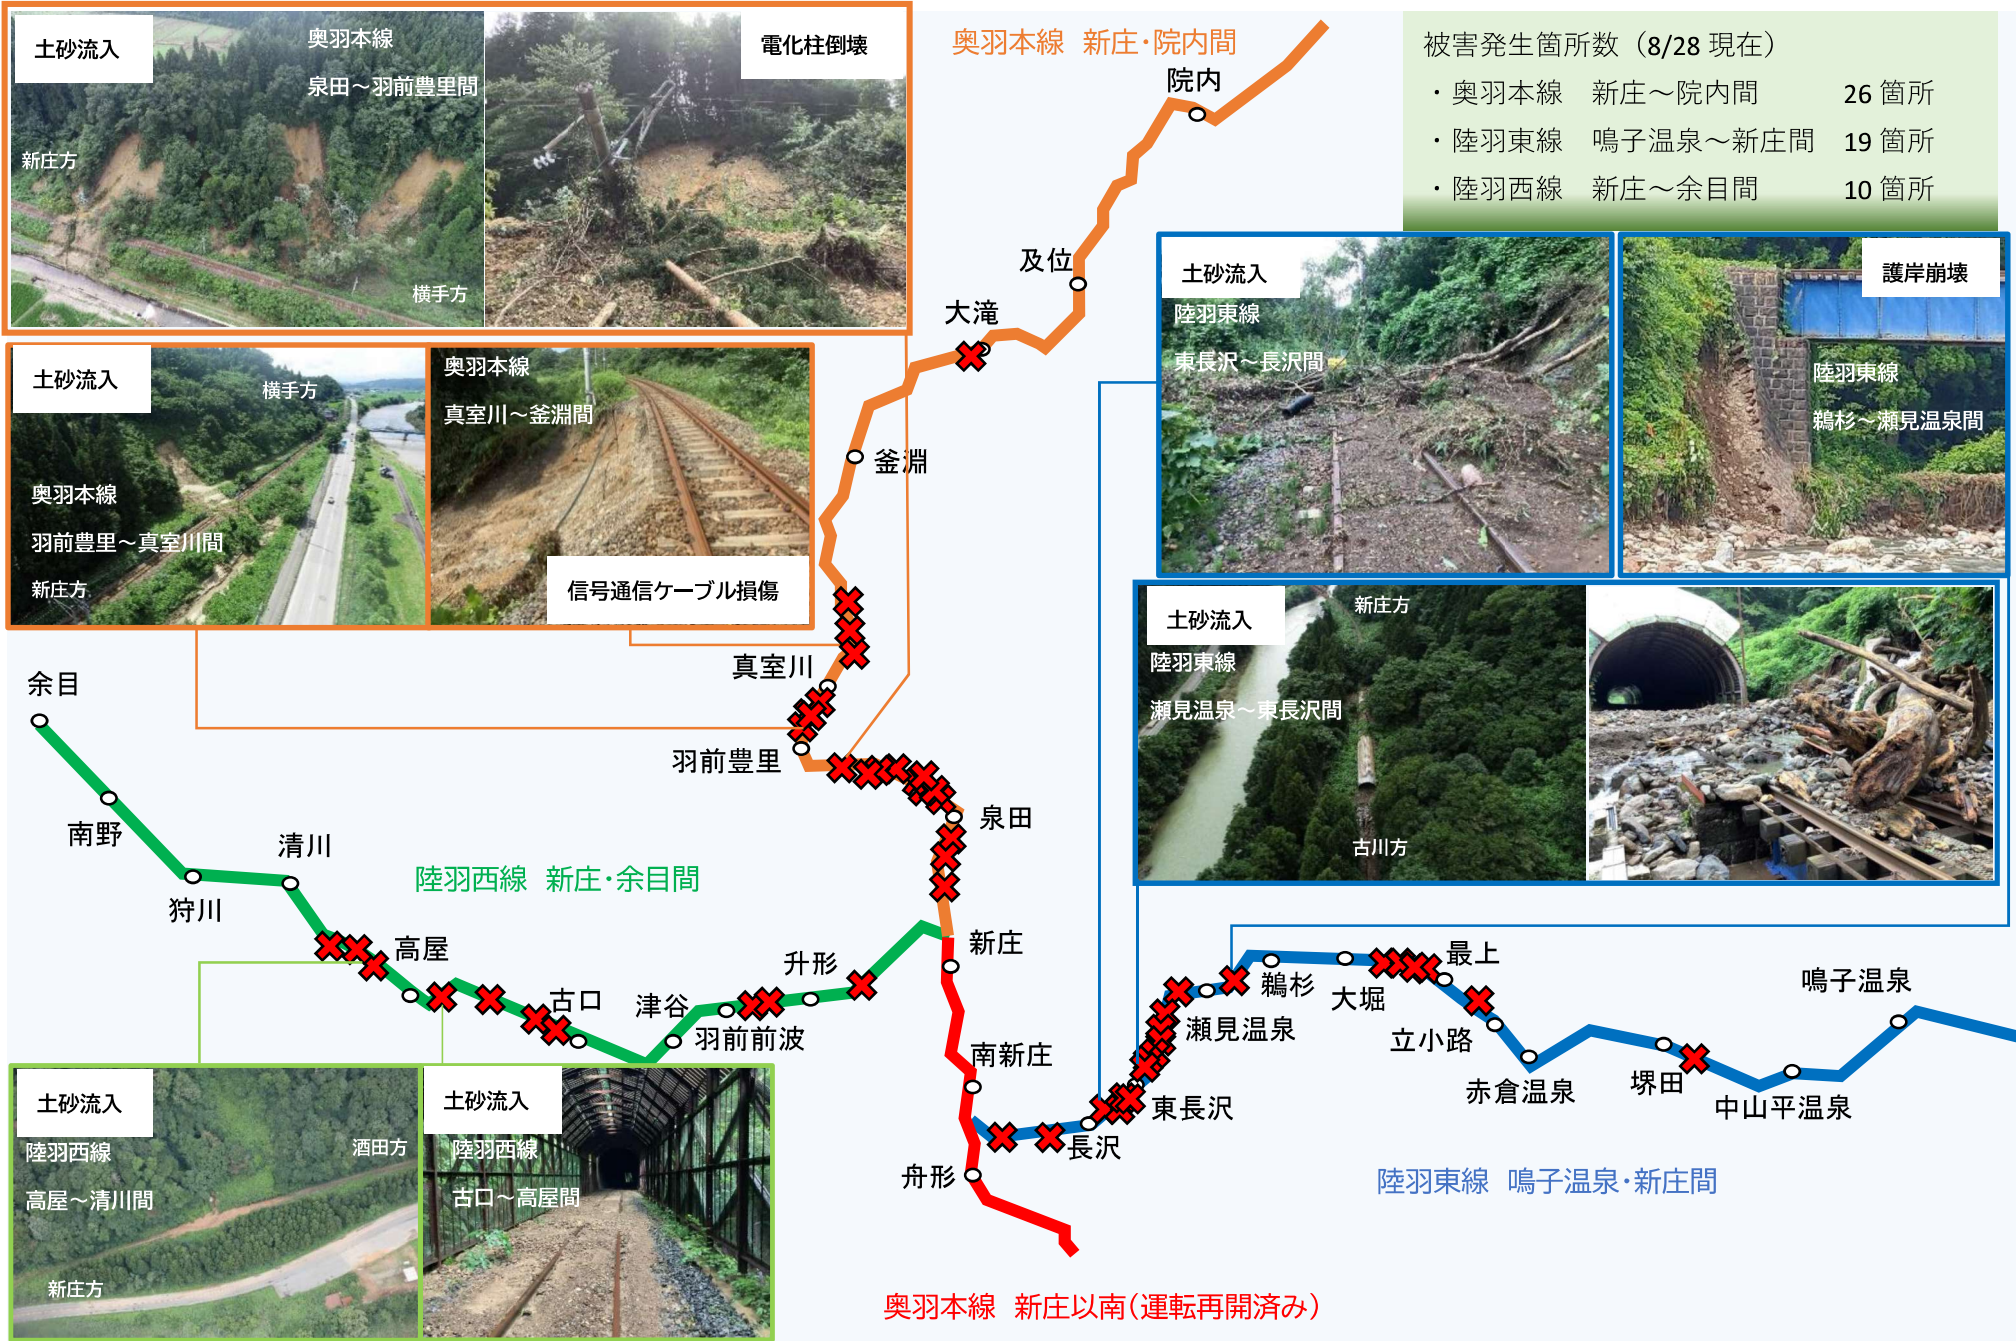 土砂流入
奥羽本線
泉田～羽前豊里間
新庄方
横手方
電化柱倒壊
奥羽本線 新庄・院内間
被害発生箇所数（8/28 現在）
・奥羽本線 新庄～院内間 26 箇所
・陸羽東線 鳴子温泉～新庄間 19 箇所
・陸羽西線 新庄～余目間 10 箇所
土砂流入
横手方
奥羽本線
羽前豊里～真室川間
新庄方
奥羽本線
真室川～釜淵間
信号通信ケーブル損傷
土砂流入
陸羽東線
東長沢～長沢間
護岸崩壊
陸羽東線
鵜杉～瀬見温泉間
土砂流入
陸羽東線
瀬見温泉～東長沢間
新庄方
古川方
院内
及位
大滝
釜淵
真室川
羽前豊里
泉田
新庄
南新庄
舟形
余目
南野
狩川
清川
高屋
古口
津谷
羽前前波
升形
陸羽西線 新庄・余目間
長沢
東長沢
瀬見温泉
鵜杉
大堀
最上
立小路
赤倉温泉
堺田
中山平温泉
鳴子温泉
陸羽東線 鳴子温泉・新庄間
土砂流入
陸羽西線
高屋～清川間
酒田方
新庄方
土砂流入
陸羽西線
古口～高屋間
奥羽本線 新庄以南（運転再開済み）